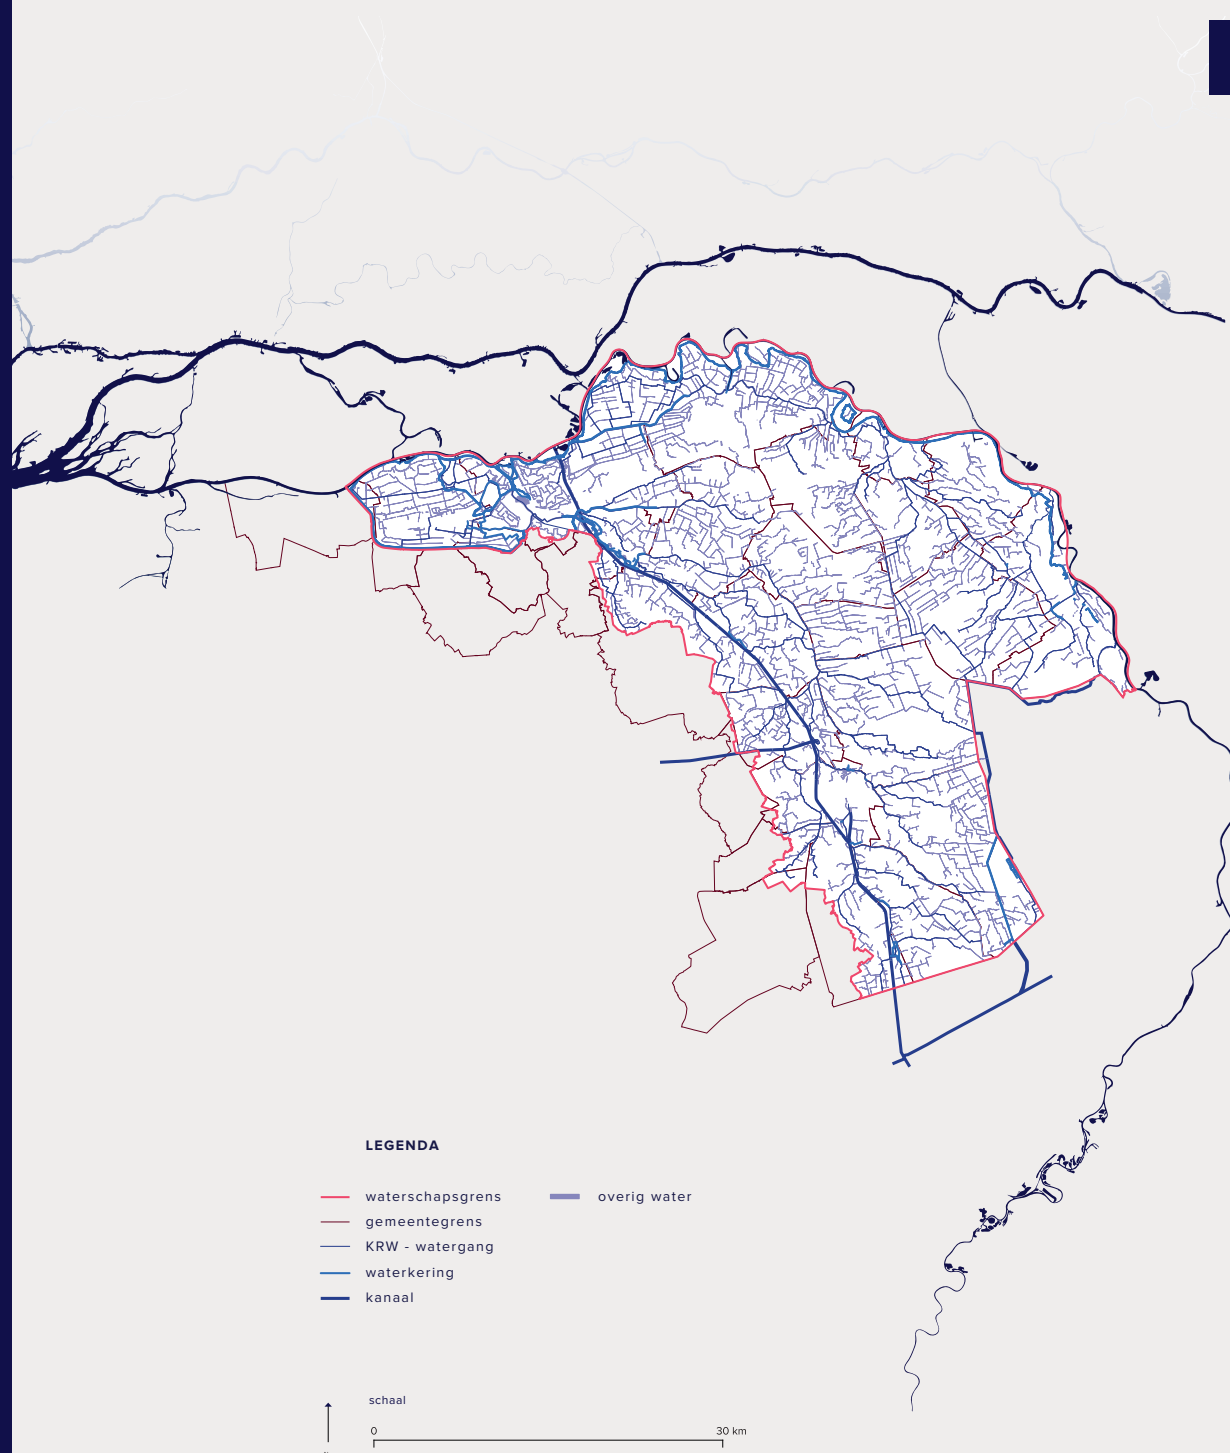 LEGENDA
waterschapsgrens
overig water
gemeentegrens
KRW - watergang
waterkering
kanaal
schaal
0 30 km